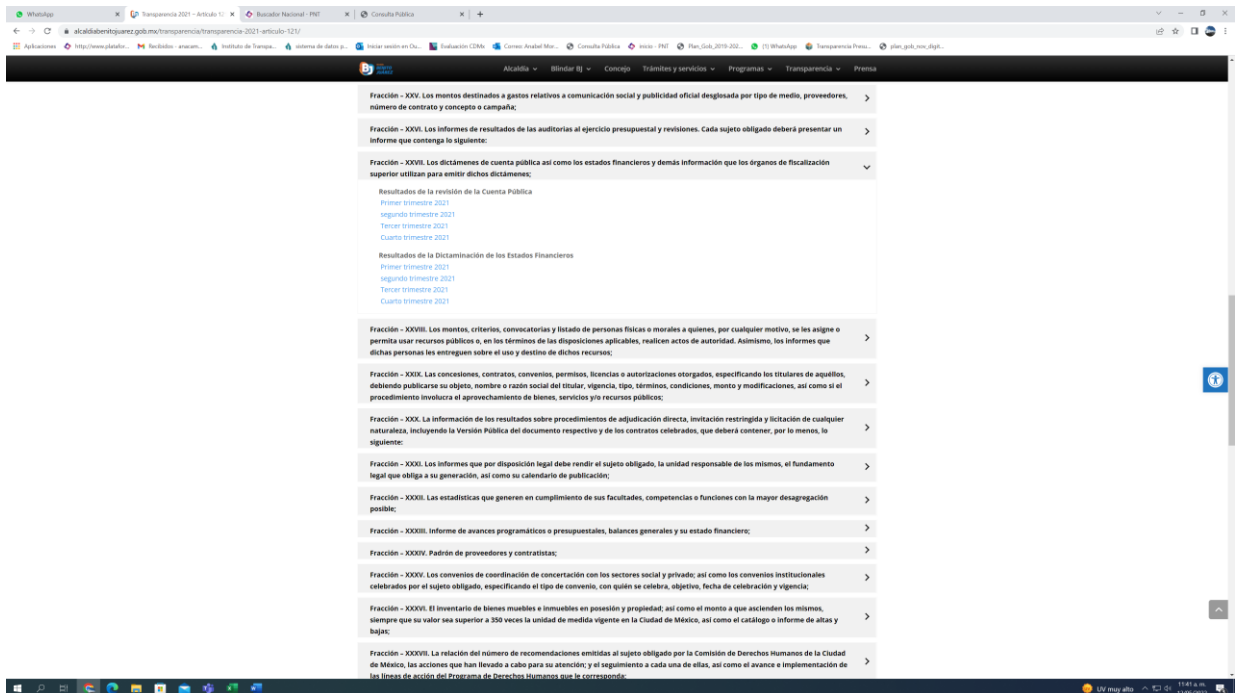 WhatsApp
Transparencia 2021 – Artículo 12
Buscador Nacional - PNT
Consulta Pública
alcaldiabenitojuarez.gob.mx/transparencia/transparencia-2021-articulo-121/
Aplicaciones
http://www.platafor...
Recibidos - anacam...
Instituto de Transpa...
sistema de datos p...
Iniciar sesión en Ou...
Evaluación CDMx
Correo: Anabel Mor...
Consulta Pública
inicio - PNT
Plan_Gob_2019-202...
(1) WhatsApp
Transparencia Presu...
plan_gob_nov_digit...
BENITO JUÁREZ
Alcaldía
Blindar BJ
Concejo
Trámites y servicios
Programas
Transparencia
Prensa
Fracción – XXV. Los montos destinados a gastos relativos a comunicación social y publicidad oficial desglosada por tipo de medio, proveedores,
número de contrato y concepto o campaña;
Fracción – XXVI. Los informes de resultados de las auditorias al ejercicio presupuestal y revisiones. Cada sujeto obligado deberá presentar un
informe que contenga lo siguiente:
Fracción – XXVII. Los dictámenes de cuenta pública así como los estados financieros y demás información que los órganos de fiscalización
superior utilizan para emitir dichos dictámenes;
Resultados de la revisión de la Cuenta Pública
Primer trimestre 2021
segundo trimestre 2021
Tercer trimestre 2021
Cuarto trimestre 2021
Resultados de la Dictaminación de los Estados Financieros
Primer trimestre 2021
segundo trimestre 2021
Tercer trimestre 2021
Cuarto trimestre 2021
Fracción – XXVIII. Los montos, criterios, convocatorias y listado de personas físicas o morales a quienes, por cualquier motivo, se les asigne o
permita usar recursos públicos o, en los términos de las disposiciones aplicables, realicen actos de autoridad. Asimismo, los informes que
dichas personas les entreguen sobre el uso y destino de dichos recursos;
Fracción – XXIX. Las concesiones, contratos, convenios, permisos, licencias o autorizaciones otorgados, especificando los titulares de aquéllos,
debiendo publicarse su objeto, nombre o razón social del titular, vigencia, tipo, términos, condiciones, monto y modificaciones, así como si el
procedimiento involucra el aprovechamiento de bienes, servicios y/o recursos públicos;
Fracción – XXX. La información de los resultados sobre procedimientos de adjudicación directa, invitación restringida y licitación de cualquier
naturaleza, incluyendo la Versión Pública del documento respectivo y de los contratos celebrados, que deberá contener, por lo menos, lo
siguiente:
Fracción – XXXI. Los informes que por disposición legal debe rendir el sujeto obligado, la unidad responsable de los mismos, el fundamento
legal que obliga a su generación, así como su calendario de publicación;
Fracción – XXXII. Las estadísticas que generen en cumplimiento de sus facultades, competencias o funciones con la mayor desagregación
posible;
Fracción – XXXIII. Informe de avances programáticos o presupuestales, balances generales y su estado financiero;
Fracción – XXXIV. Padrón de proveedores y contratistas;
Fracción – XXXV. Los convenios de coordinación de concertación con los sectores social y privado; así como los convenios institucionales
celebrados por el sujeto obligado, especificando el tipo de convenio, con quién se celebra, objetivo, fecha de celebración y vigencia;
Fracción – XXXVI. El inventario de bienes muebles e inmuebles en posesión y propiedad; así como el monto a que ascienden los mismos,
siempre que su valor sea superior a 350 veces la unidad de medida vigente en la Ciudad de México, así como el catálogo o informe de altas y
bajas;
Fracción – XXXVII. La relación del número de recomendaciones emitidas al sujeto obligado por la Comisión de Derechos Humanos de la Ciudad
de México, las acciones que han llevado a cabo para su atención; y el seguimiento a cada una de ellas, así como el avance e implementación de
las líneas de acción del Programa de Derechos Humanos que le corresponda;
UV muy alto
11:41 a. m.